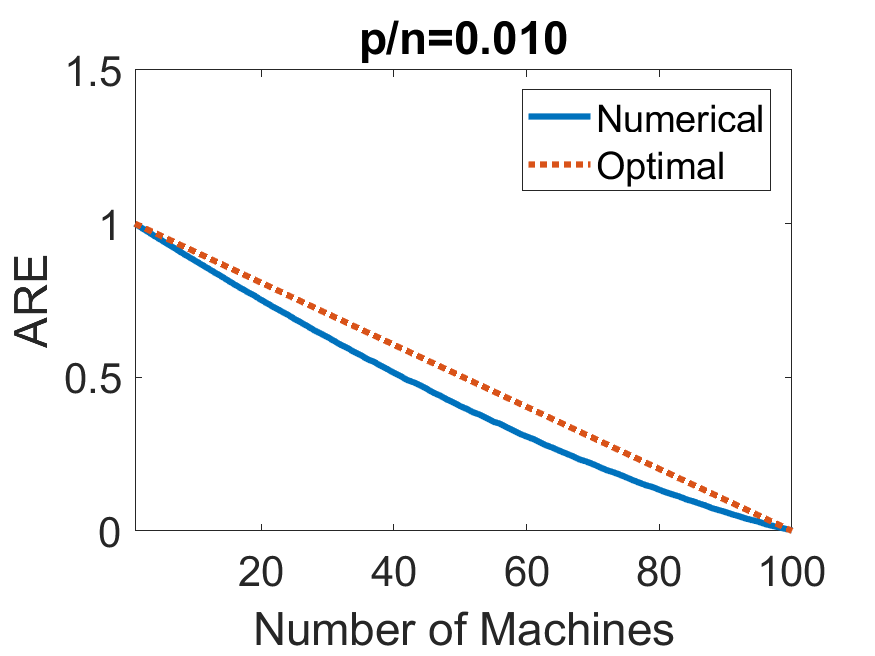 p/n=0.010
1.5
1
0.5
0
ARE
Numerical
Optimal
20 40 60 80 100
Number of Machines